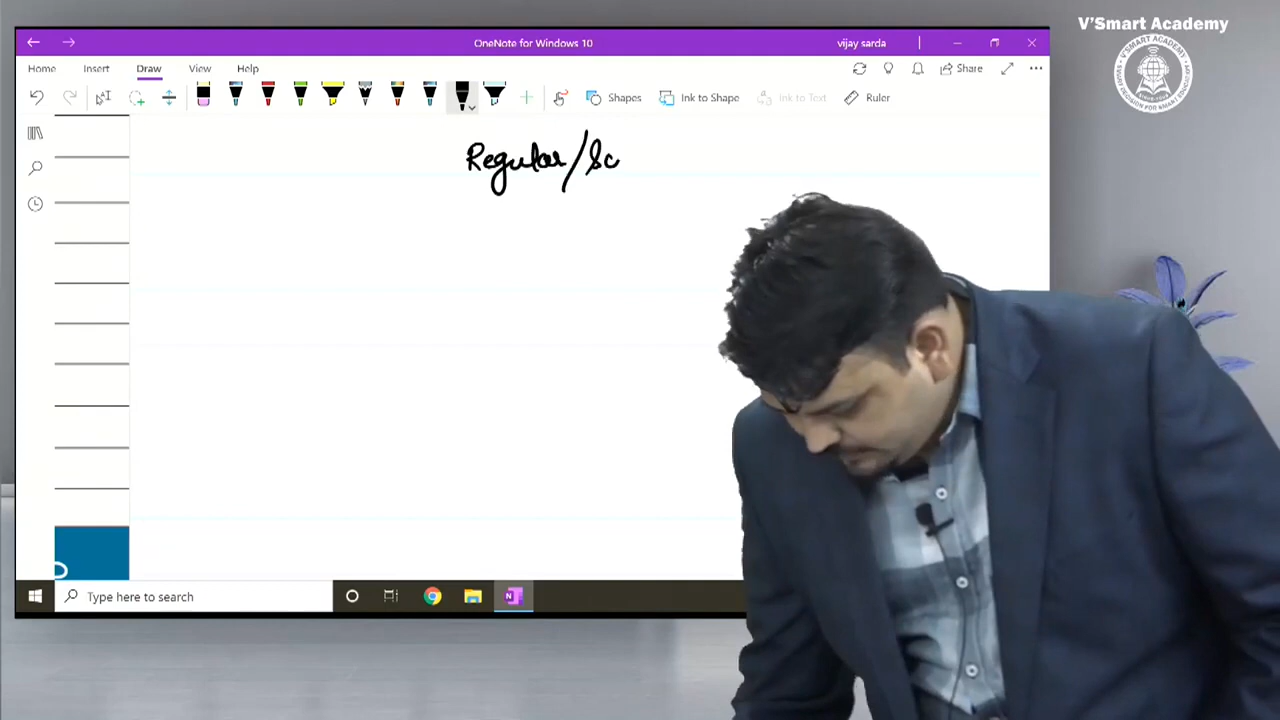 V'Smart Academy
OneNote for Windows 10
vijay sarda
Home
Insert
Draw
View
Help
Share
Shapes
Ink to Shape
Ink to Text
Ruler
Regular/Sc
Type here to search